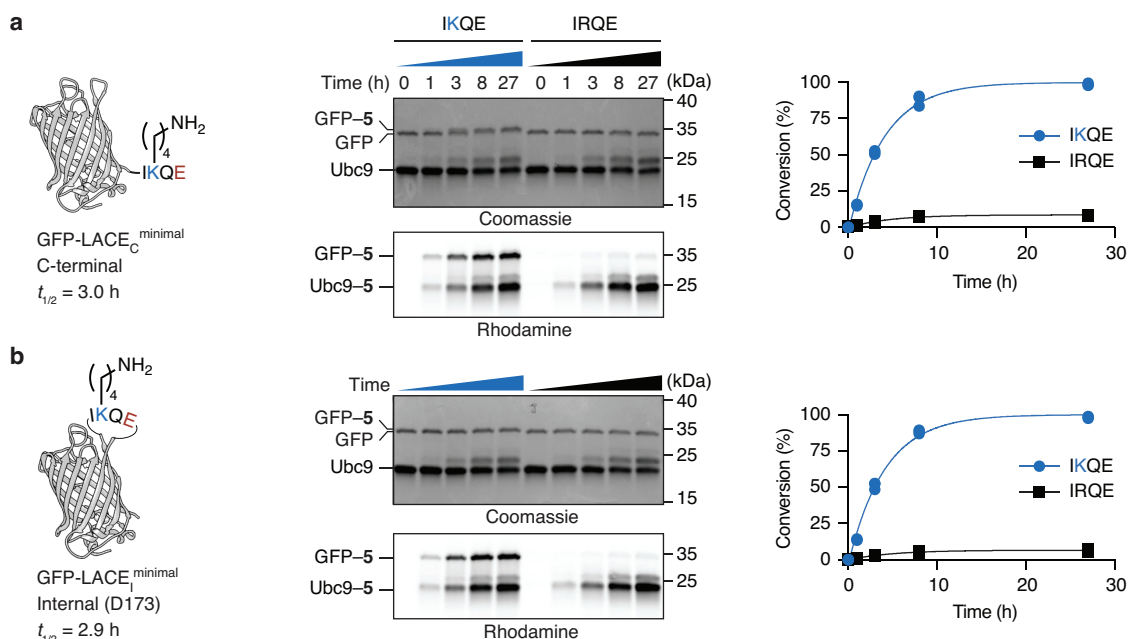 a
IKQE IRQE
Time (h) 0 1 3 8 27 0 1 3 8 27 (kDa)
GFP–5
GFP
Ubc9
40
35
25
15
Coomassie
GFP–5
Ubc9–5
35
25
Rhodamine
NH2
4
IKQE
GFP-LACEC minimal
C-terminal
t1/2 = 3.0 h
Conversion (%)
100
75
50
25
0
0 10 20 30
Time (h)
IKQE
IRQE
b
NH2
4
IKQE
GFP-LACEI minimal
Internal (D173)
t1/2 = 2.9 h
Time (kDa)
GFP–5
GFP
Ubc9
40
35
25
15
Coomassie
GFP–5
Ubc9–5
35
25
Rhodamine
Conversion (%)
100
75
50
25
0
0 10 20 30
Time (h)
IKQE
IRQE